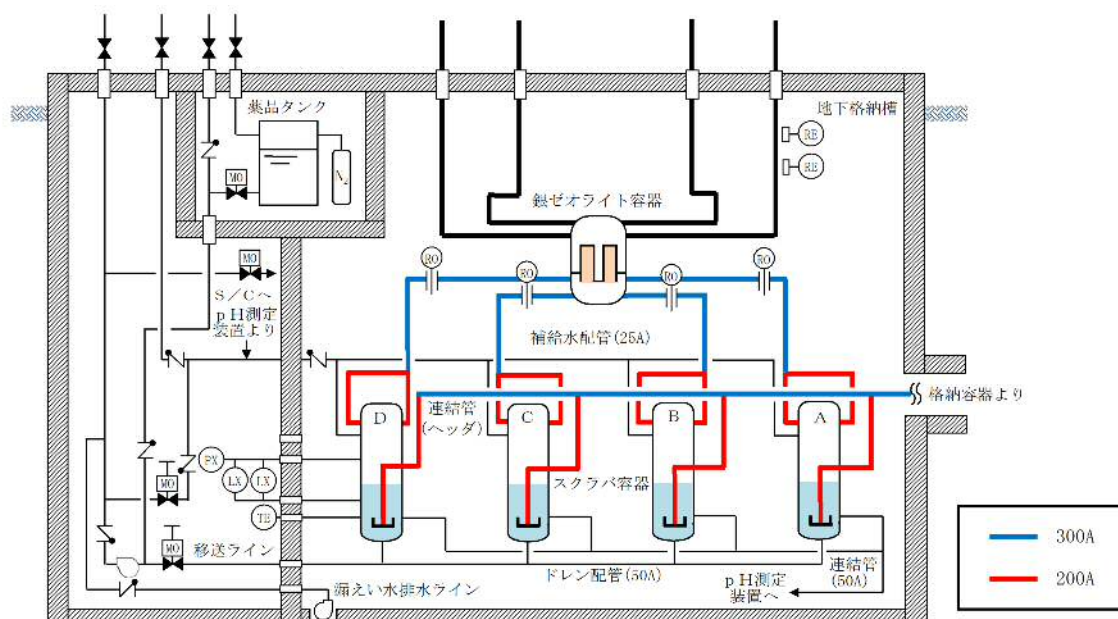 薬品タンク
N₂
MO
地下格納槽
RE
RE
銀ゼオライト容器
MO
S/Cへ
pH測定
装置より
RO
RO
RO
RO
補給水配管(25A)
格納容器より
D
連結管
(ヘッダ)
C
B
A
PX
LX
LX
MO
TE
スクラバ容器
MO
移送ライン
ドレン配管(50A)
連結管
(50A)
pH測定
装置へ
漏えい水排水ライン
300A
200A